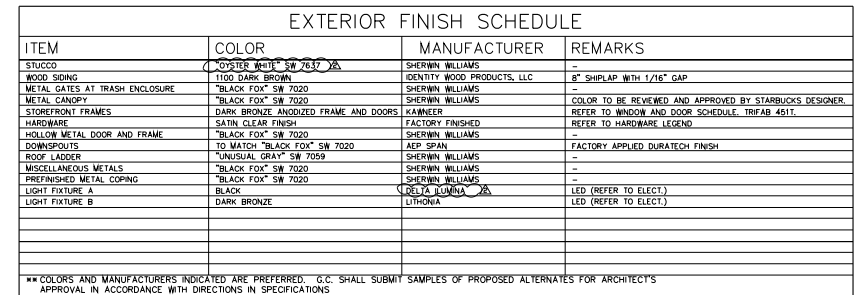 EXTERIOR FINISH SCHEDULE
ITEM COLOR MANUFACTURER REMARKS
STUCCO "OYSTER WHITE" SW 7637 2 SHERWIN WILLIAMS -
WOOD SIDING 1100 DARK BROWN IDENTITY WOOD PRODUCTS, LLC 8" SHIPLAP WITH 1/16" GAP
METAL GATES AT TRASH ENCLOSURE "BLACK FOX" SW 7020 SHERWIN WILLIAMS -
METAL CANOPY "BLACK FOX" SW 7020 SHERWIN WILLIAMS COLOR TO BE REVIEWED AND APPROVED BY STARBUCKS DESIGNER.
STOREFRONT FRAMES DARK BRONZE ANODIZED FRAME AND DOORS KAWNEER REFER TO WINDOW AND DOOR SCHEDULE. TRIFAB 451T.
HARDWARE SATIN CLEAR FINISH FACTORY FINISHED REFER TO HARDWARE LEGEND
HOLLOW METAL DOOR AND FRAME "BLACK FOX" SW 7020 SHERWIN WILLIAMS -
DOWNSPOUTS TO MATCH "BLACK FOX" SW 7020 AEP SPAN FACTORY APPLIED DURATECH FINISH
ROOF LADDER "UNUSUAL GRAY" SW 7059 SHERWIN WILLIAMS -
MISCELLANEOUS METALS "BLACK FOX" SW 7020 SHERWIN WILLIAMS -
PREFINISHED METAL COPING "BLACK FOX" SW 7020 SHERWIN WILLIAMS -
LIGHT FIXTURE A BLACK DELTA ILUMINA 2 LED (REFER TO ELECT.)
LIGHT FIXTURE B DARK BRONZE LITHONIA LED (REFER TO ELECT.)
** COLORS AND MANUFACTURERS INDICATED ARE PREFERRED. G.C. SHALL SUBMIT SAMPLES OF PROPOSED ALTERNATES FOR ARCHITECT'S
APPROVAL IN ACCORDANCE WITH DIRECTIONS IN SPECIFICATIONS